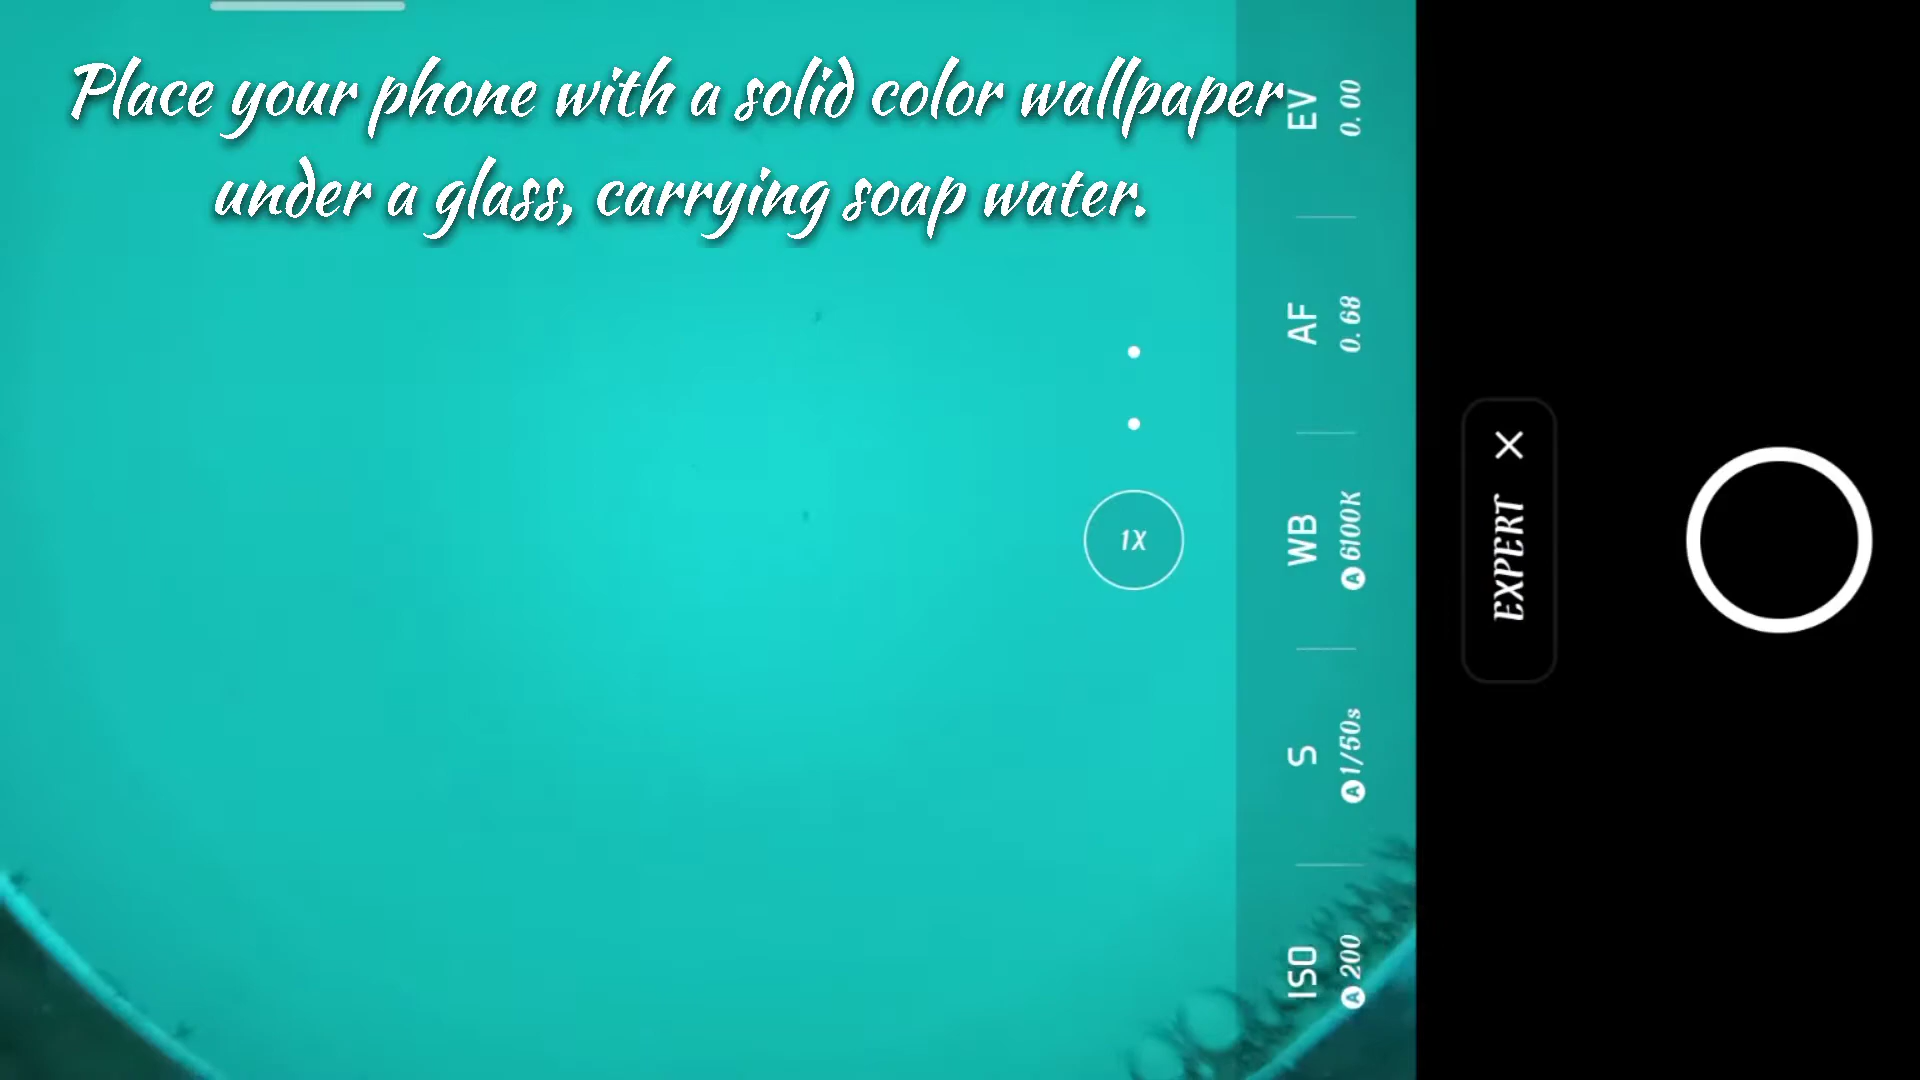 Place your phone with a solid color wallpaper
under a glass, carrying soap water.
EV
0.00
AF
0.68
WB
A 6100K
S
A 1/50s
ISO
A 200
1X
EXPERT